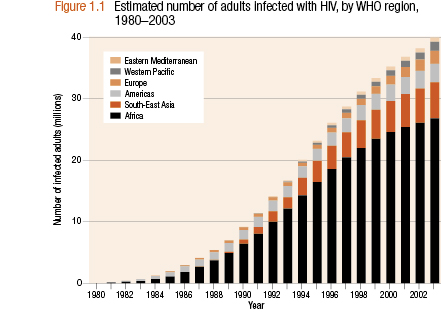 Figure 1.1 Estimated number of adults infected with HIV, by WHO region,
1980–2003
40
30
20
10
0
Number of infected adults (millions)
Eastern Mediterranean
Western Pacific
Europe
Americas
South-East Asia
Africa
1980 1982 1984 1986 1988 1990 1992 1994 1996 1998 2000 2002
Year